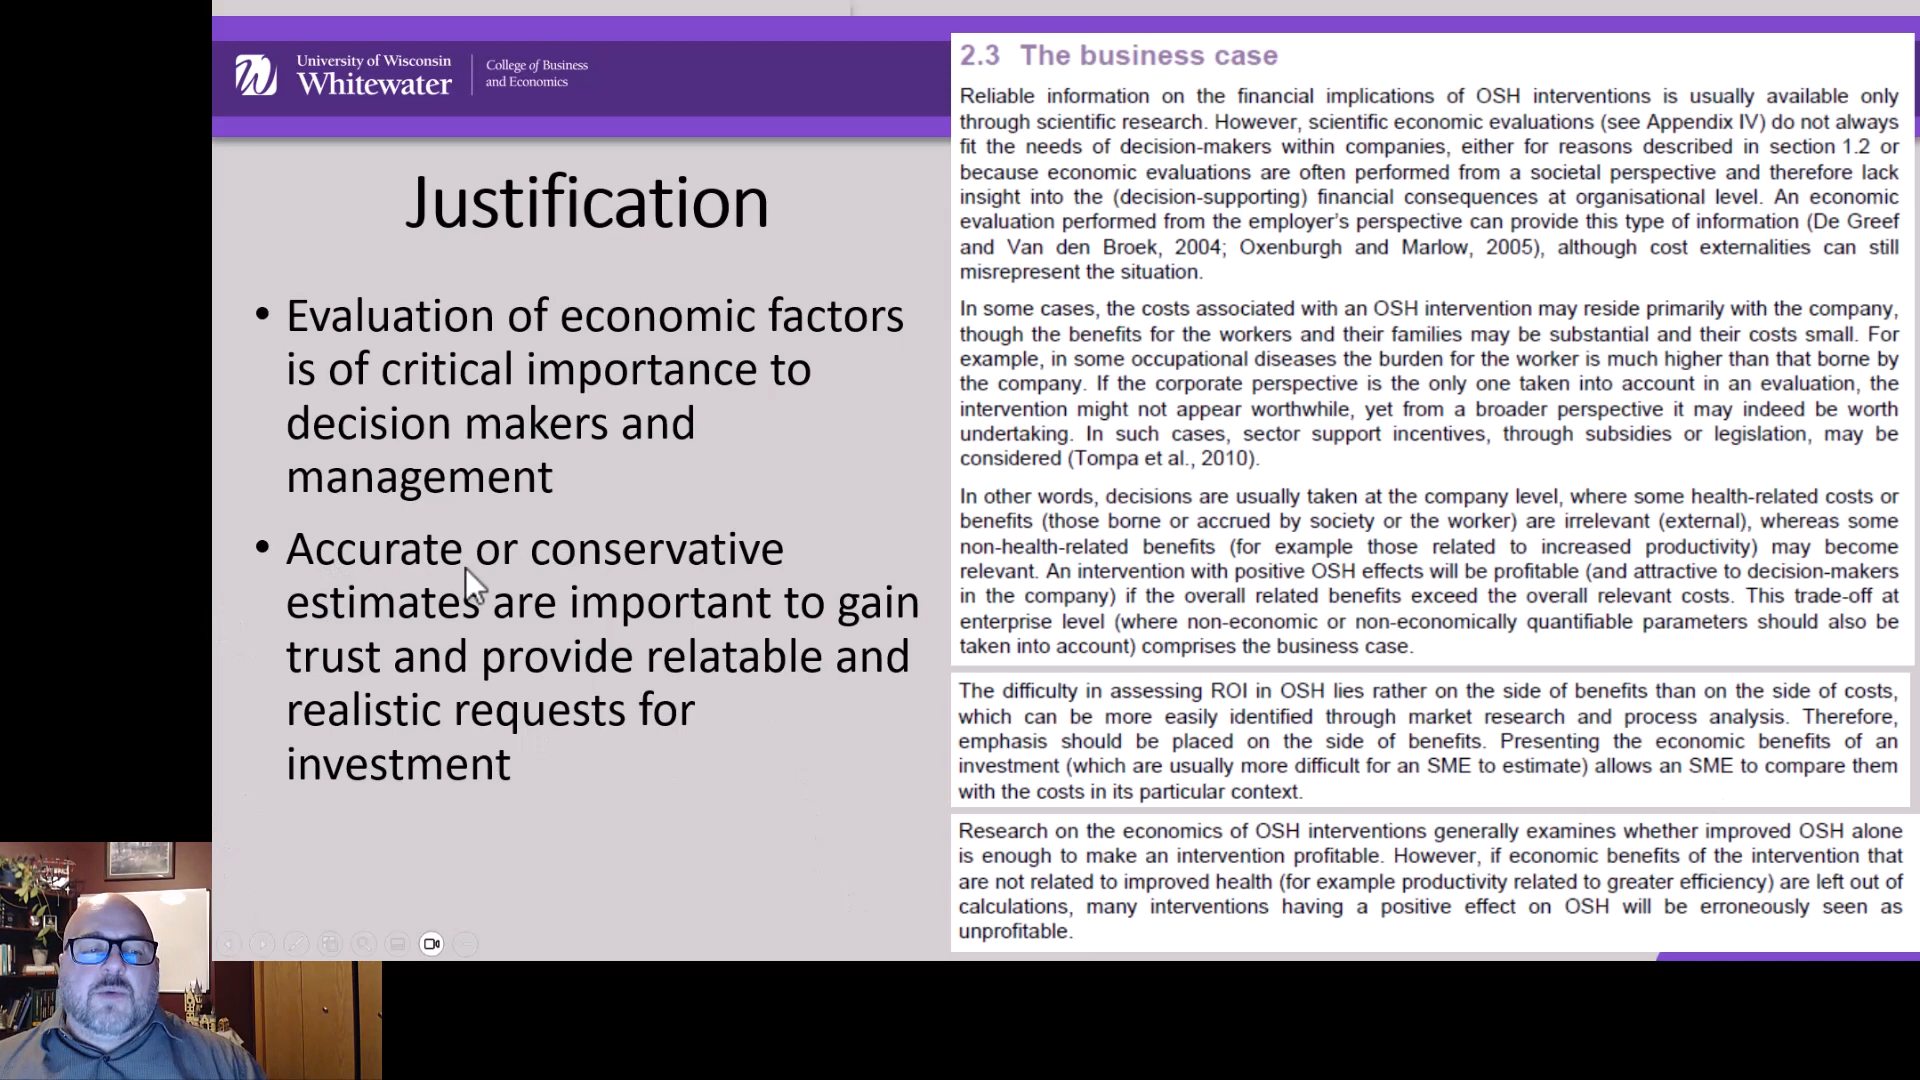 University of Wisconsin
Whitewater
College of Business
and Economics
Justification
• Evaluation of economic factors
is of critical importance to
decision makers and
management
• Accurate or conservative
estimates are important to gain
trust and provide relatable and
realistic requests for
investment
2.3 The business case
Reliable information on the financial implications of OSH interventions is usually available only
through scientific research. However, scientific economic evaluations (see Appendix IV) do not always
fit the needs of decision-makers within companies, either for reasons described in section 1.2 or
because economic evaluations are often performed from a societal perspective and therefore lack
insight into the (decision-supporting) financial consequences at organisational level. An economic
evaluation performed from the employer's perspective can provide this type of information (De Greef
and Van den Broek, 2004; Oxenburgh and Marlow, 2005), although cost externalities can still
misrepresent the situation.
In some cases, the costs associated with an OSH intervention may reside primarily with the company,
though the benefits for the workers and their families may be substantial and their costs small. For
example, in some occupational diseases the burden for the worker is much higher than that borne by
the company. If the corporate perspective is the only one taken into account in an evaluation, the
intervention might not appear worthwhile, yet from a broader perspective it may indeed be worth
undertaking. In such cases, sector support incentives, through subsidies or legislation, may be
considered (Tompa et al., 2010).
In other words, decisions are usually taken at the company level, where some health-related costs or
benefits (those borne or accrued by society or the worker) are irrelevant (external), whereas some
non-health-related benefits (for example those related to increased productivity) may become
relevant. An intervention with positive OSH effects will be profitable (and attractive to decision-makers
in the company) if the overall related benefits exceed the overall relevant costs. This trade-off at
enterprise level (where non-economic or non-economically quantifiable parameters should also be
taken into account) comprises the business case.
The difficulty in assessing ROI in OSH lies rather on the side of benefits than on the side of costs,
which can be more easily identified through market research and process analysis. Therefore,
emphasis should be placed on the side of benefits. Presenting the economic benefits of an
investment (which are usually more difficult for an SME to estimate) allows an SME to compare them
with the costs in its particular context.
Research on the economics of OSH interventions generally examines whether improved OSH alone
is enough to make an intervention profitable. However, if economic benefits of the intervention that
are not related to improved health (for example productivity related to greater efficiency) are left out of
calculations, many interventions having a positive effect on OSH will be erroneously seen as
unprofitable.